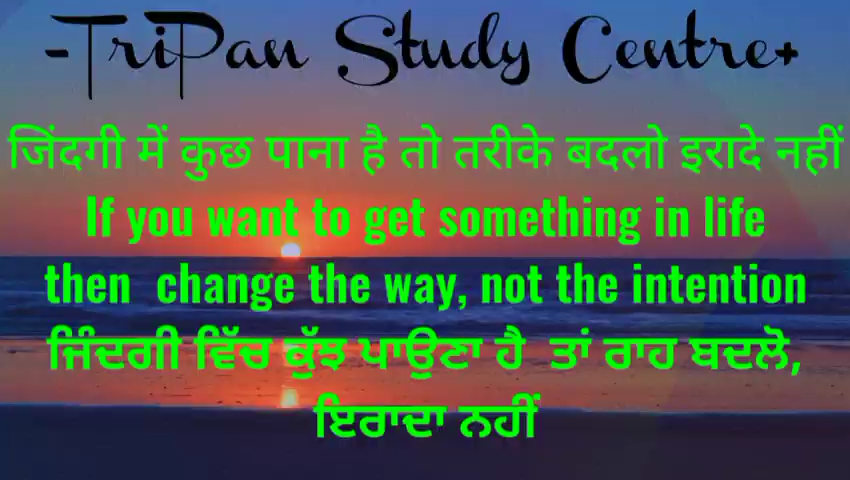 -TriPan Study Centre+
जिंदगी में कुछ पाना है तो तरीके बदलो इरादे नहीं
If you want to get something in life
then change the way, not the intention
ਜਿੰਦਗੀ ਵਿੱਚ ਕੁੱਝ ਪਾਉਣਾ ਹੈ ਤਾਂ ਰਾਹ ਬਦਲੋ,
ਇਰਾਦਾ ਨਹੀਂ